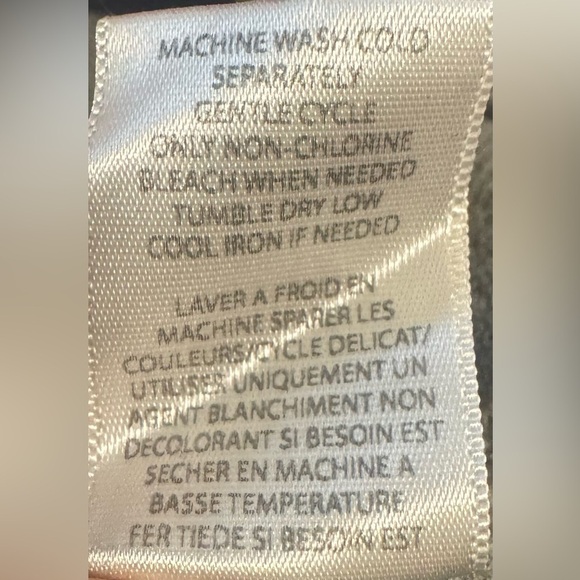 MACHINE WASH COLD
SEPARATELY
GENTLE CYCLE
ONLY NON-CHLORINE
BLEACH WHEN NEEDED
TUMBLE DRY LOW
COOL IRON IF NEEDED
LAVER A FROID EN
MACHINE SPARER LES
COULEURS/CYCLE DELICAT/
UTILISER UNIQUEMENT UN
AGENT BLANCHIMENT NON
DECOLORANT SI BESOIN EST
SECHER EN MACHINE A
BASSE TEMPERATURE
FER TIEDE SI BESOIN EST